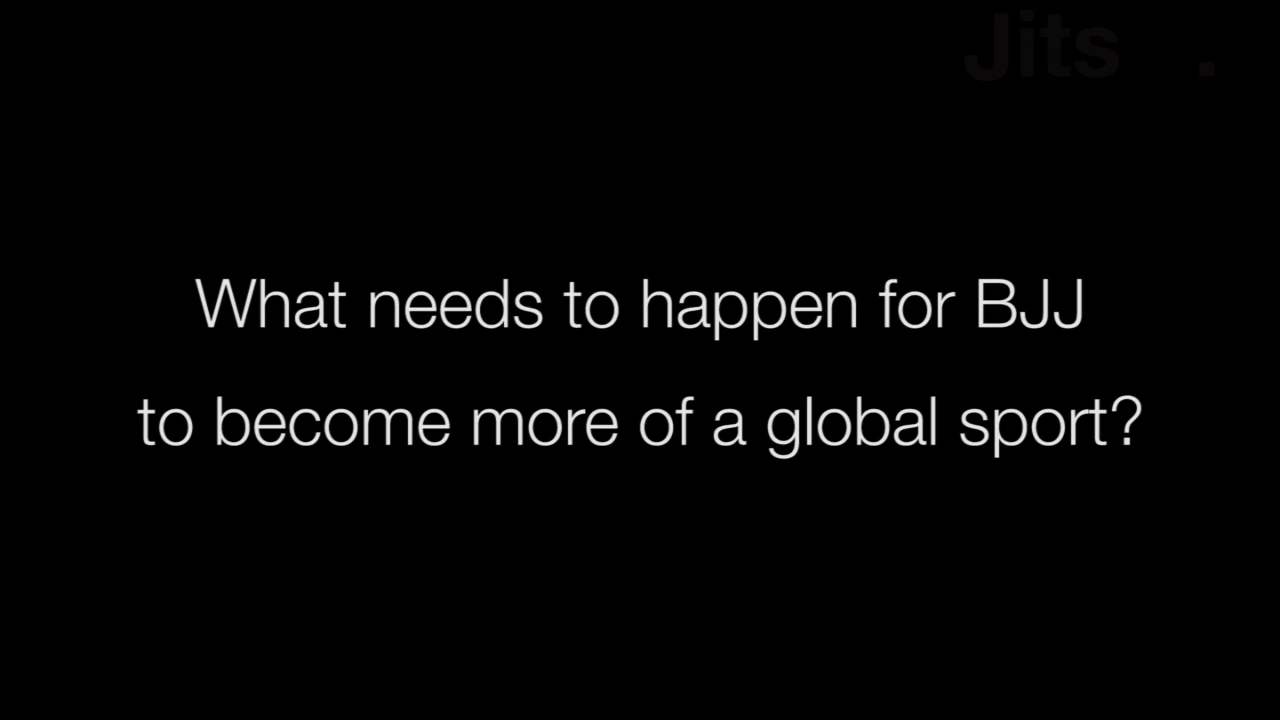 Jits .
What needs to happen for BJJ
to become more of a global sport?